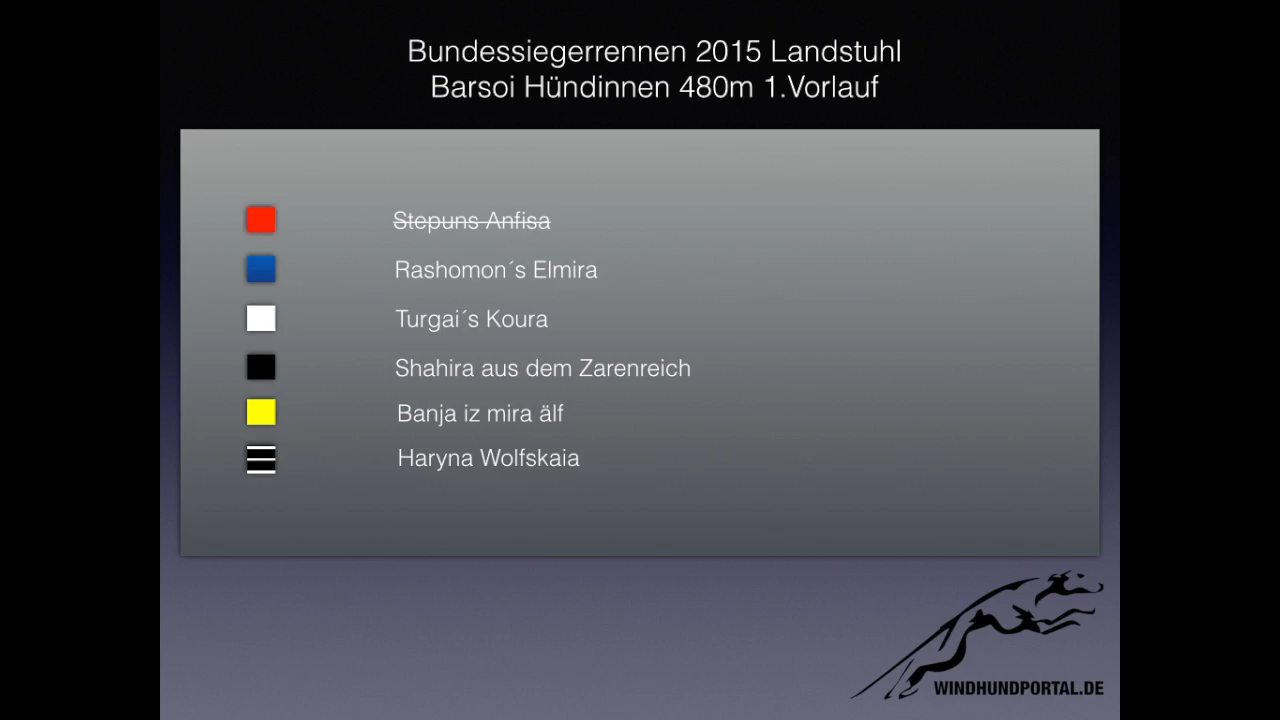 Bundessiegerrennen 2015 Landstuhl
Barsoi Hündinnen 480m 1.Vorlauf
Stepuns Anfisa
Rashomon´s Elmira
Turgai´s Koura
Shahira aus dem Zarenreich
Banja iz mira älf
Haryna Wolfskaia
WINDHUNDPORTAL.DE